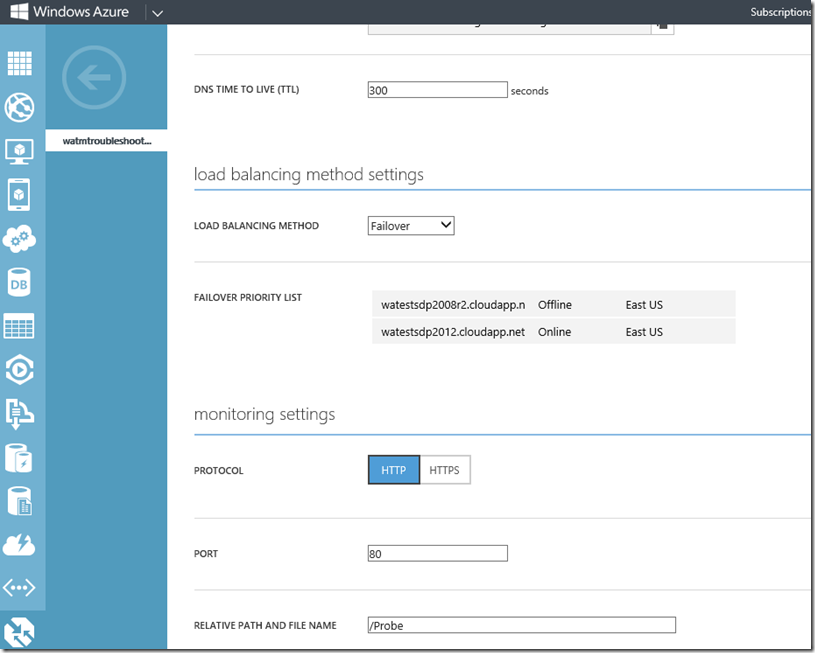 Windows Azure
Subscriptions
DNS TIME TO LIVE (TTL) 300 seconds
watmtroubleshoot...
load balancing method settings
LOAD BALANCING METHOD Failover
FAILOVER PRIORITY LIST
watestsdp2008r2.cloudapp.n Offline East US
watestsdp2012.cloudapp.net Online East US
DB
monitoring settings
PROTOCOL HTTP HTTPS
PORT 80
RELATIVE PATH AND FILE NAME /Probe